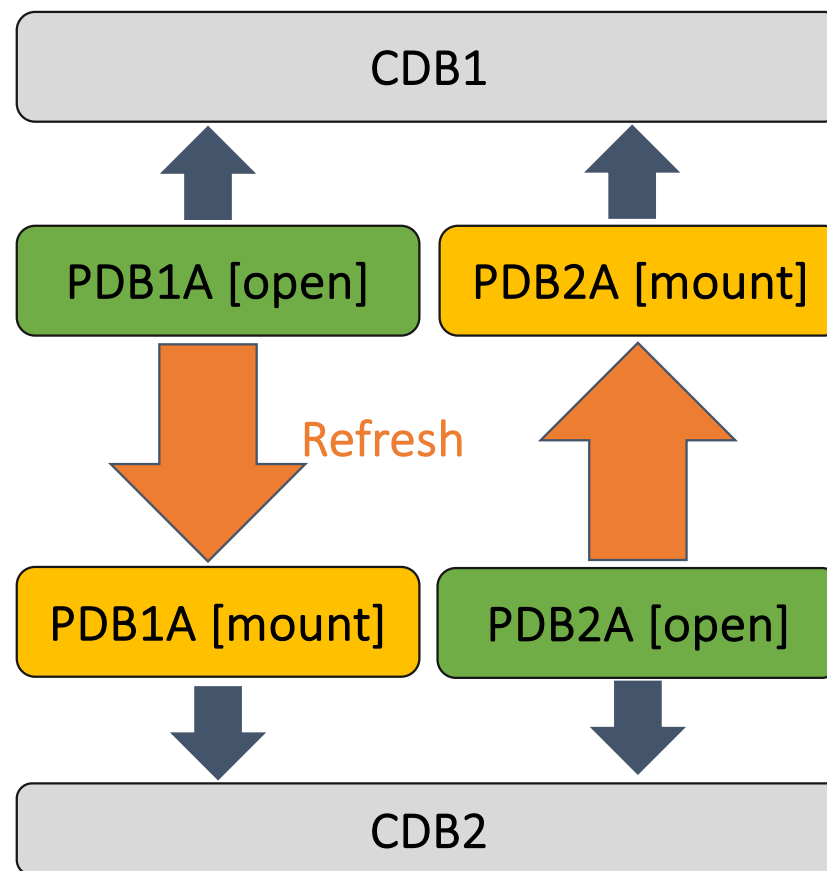 CDB1
PDB1A [open]
PDB2A [mount]
Refresh
PDB1A [mount]
PDB2A [open]
CDB2